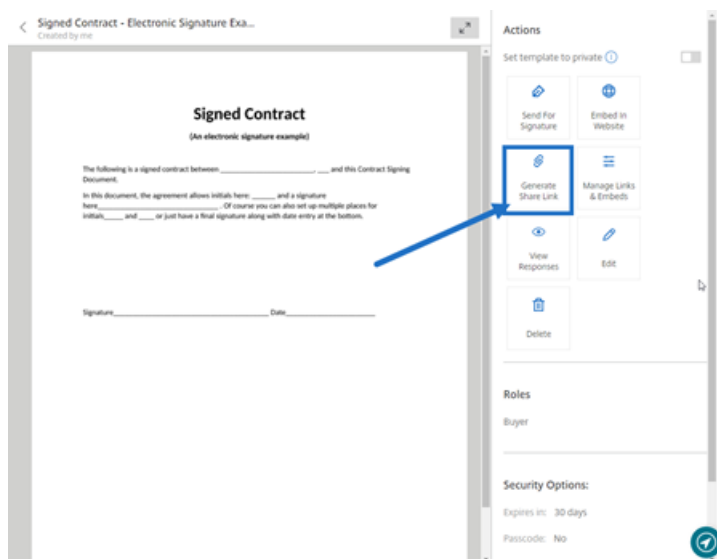 Signed Contract - Electronic Signature Exa...
Created by me
Signed Contract
(An electronic signature example)
The following is a signed contract between ____________________, ___ and this Contract Signing
Document.
In this document, the agreement allows initials here: ______ and a signature
here______________________________. Of course you can also set up multiple places for
initials_____ and ____ or just have a final signature along with date entry at the bottom.
Signature________________________________________ Date_______________________
Actions
Set template to private
Send For
Signature
Embed In
Website
Generate
Share Link
Manage Links
& Embeds
View
Responses
Edit
Delete
Roles
Buyer
Security Options:
Expires in: 30 days
Passcode: No